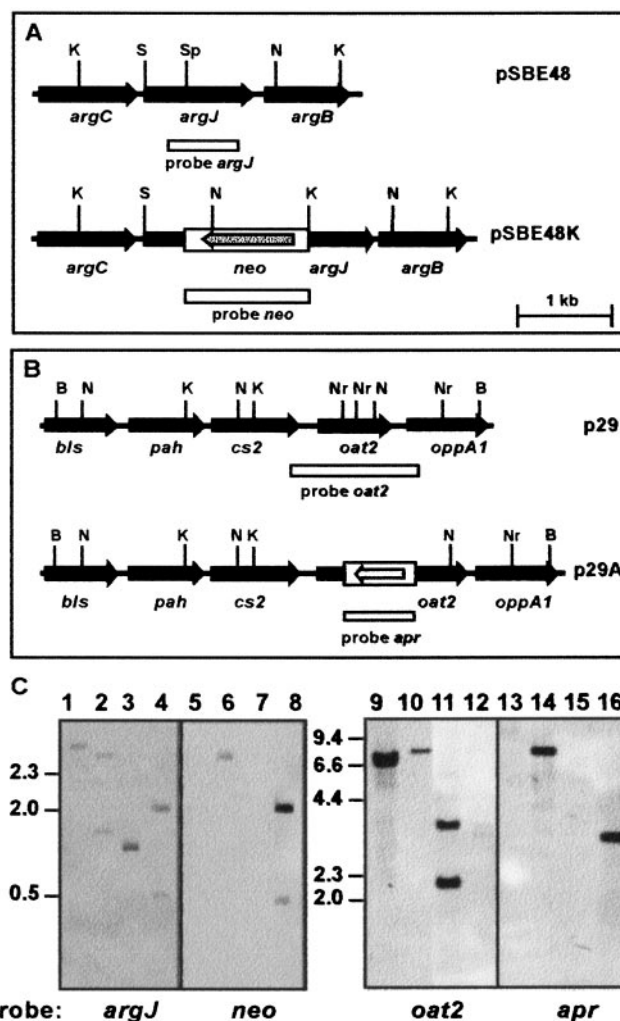 A
K S Sp N K
pSBE48
argC argJ argB
probe argJ
K S N K N K
pSBE48K
argC neo argJ argB
probe neo
1 kb
B
B N K N K Nr Nr N Nr B
p29
bls pah cs2 oat2 oppA1
probe oat2
B N K N K N Nr B
p29A
bls pah cs2 oat2 oppA1
probe apr
C
1 2 3 4 5 6 7 8 9 10 11 12 13 14 15 16
2.3
2.0
0.5
9.4
6.6
4.4
2.3
2.0
robe: argJ neo oat2 apr